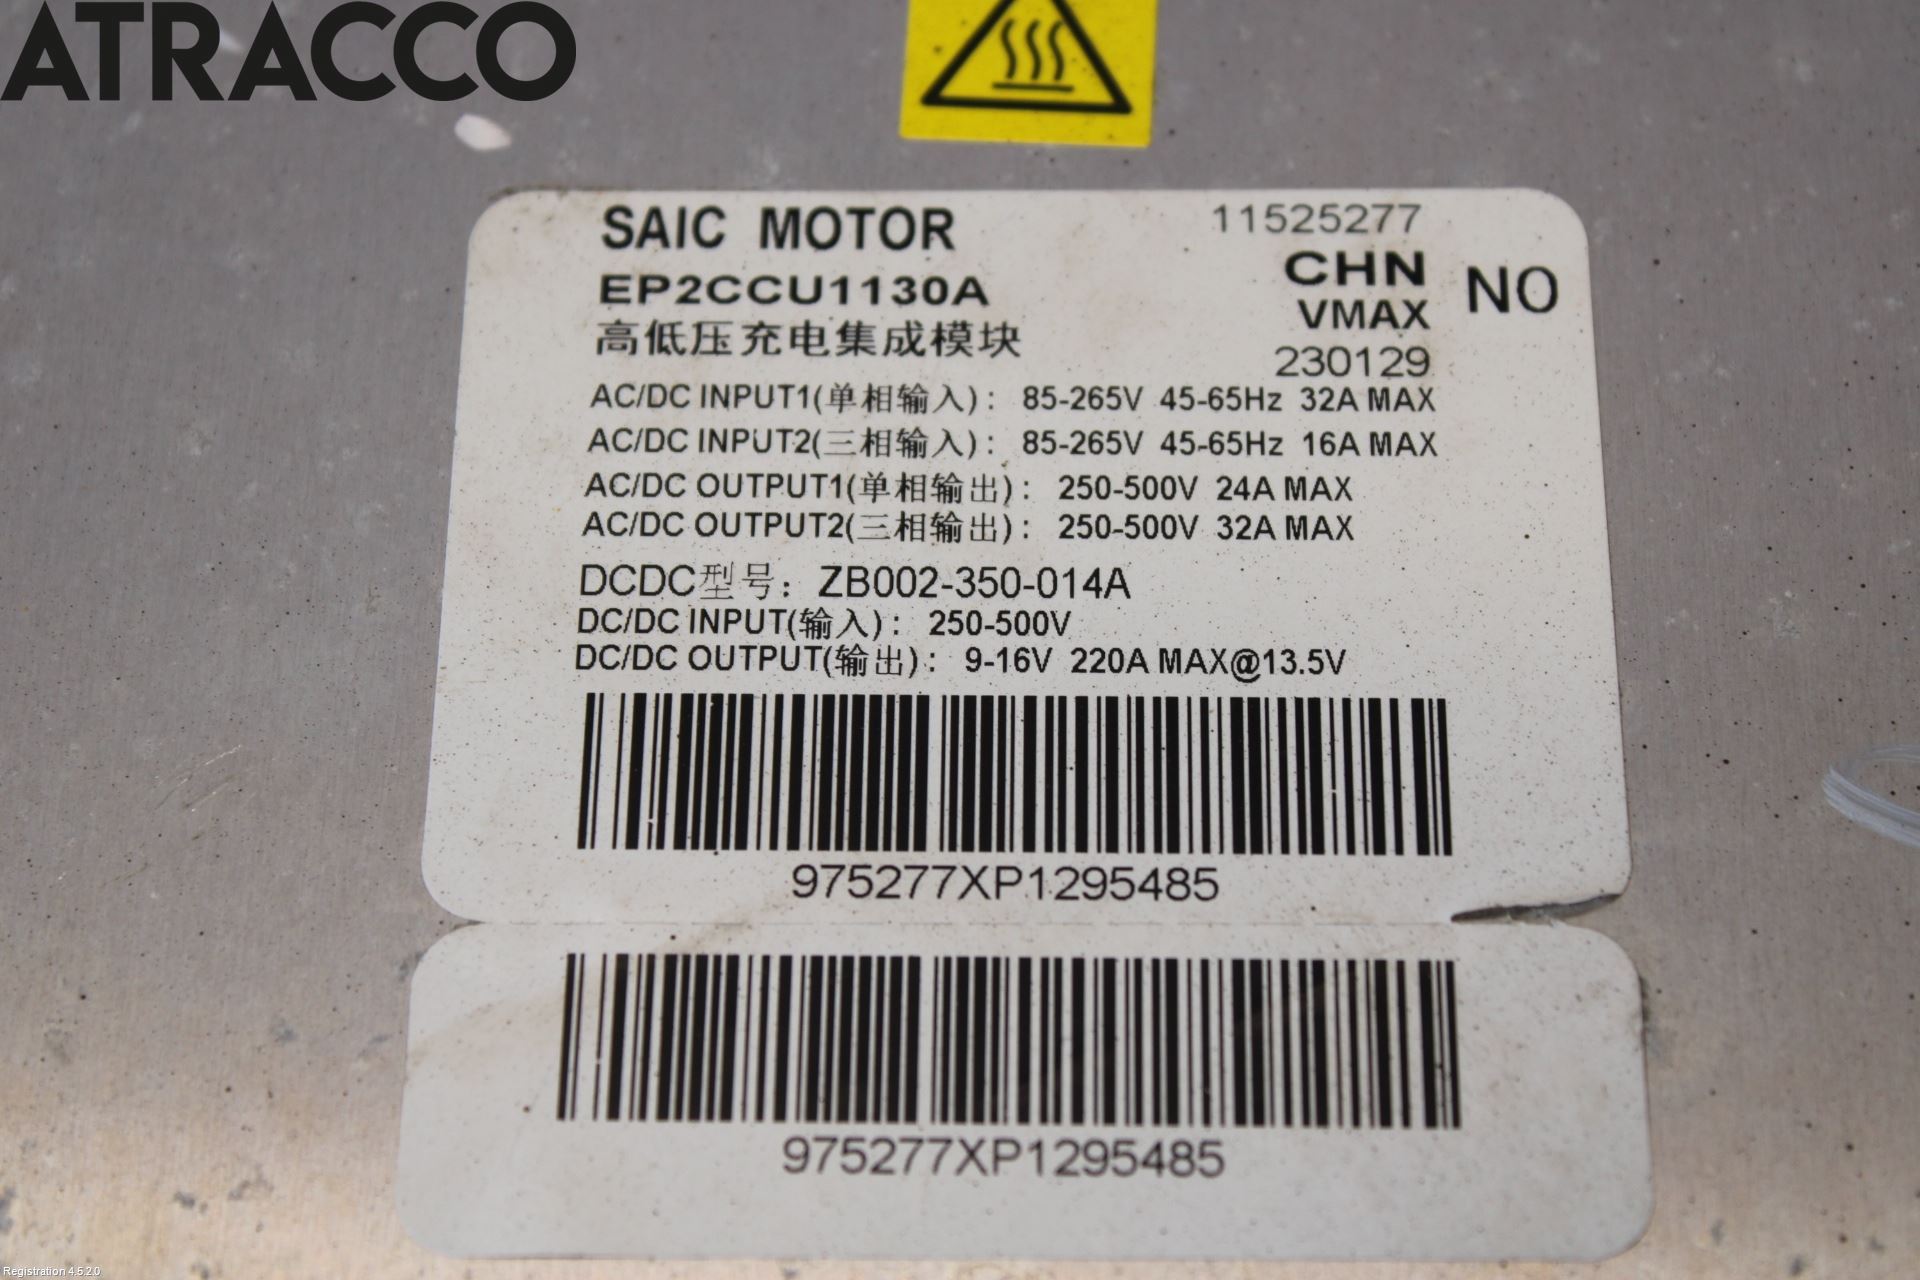 ATRACCO
SAIC MOTOR 11525277
EP2CCU1130A CHN NO
高低压充电集成模块 VMAX
230129
AC/DC INPUT1(单相输入): 85-265V 45-65Hz 32A MAX
AC/DC INPUT2(三相输入): 85-265V 45-65Hz 16A MAX
AC/DC OUTPUT1(单相输出): 250-500V 24A MAX
AC/DC OUTPUT2(三相输出): 250-500V 32A MAX
DCDC型号: ZB002-350-014A
DC/DC INPUT(输入): 250-500V
DC/DC OUTPUT(输出): 9-16V 220A MAX@13.5V
975277XP1295485
975277XP1295485
Registration 4.5.2.0